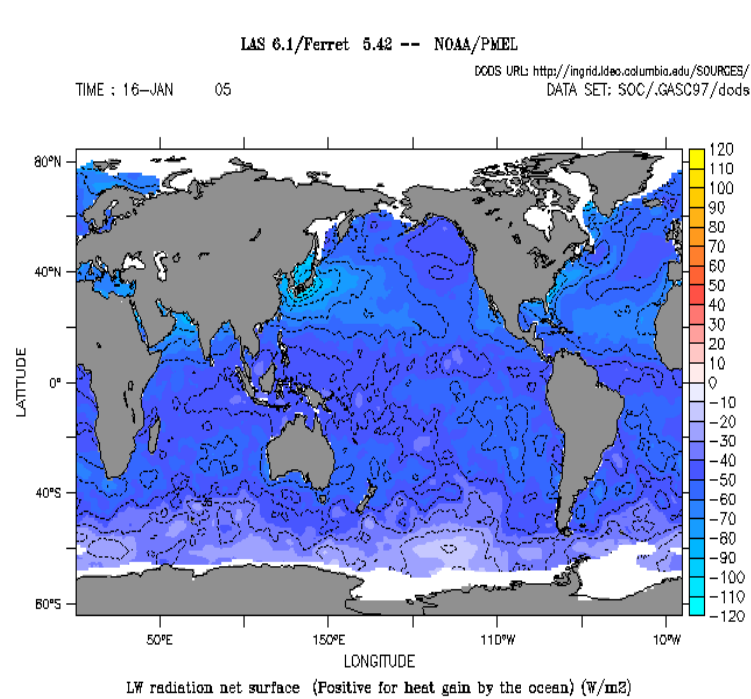 LAS 6.1/Ferret 5.42 -- NOAA/PMEL
DODS URL: http://ingrid.ldeo.columbia.edu/SOURCES/
TIME : 16-JAN 05
DATA SET: SOC/.GASC97/dods
80°N
40°N
0°
40°S
80°S
LATITUDE
50°E
150°E
110°W
10°W
LONGITUDE
120
110
100
90
80
70
60
50
40
30
20
10
0
-10
-20
-30
-40
-50
-60
-70
-80
-90
-100
-110
-120
LW radiation net surface (Positive for heat gain by the ocean) (W/m2)